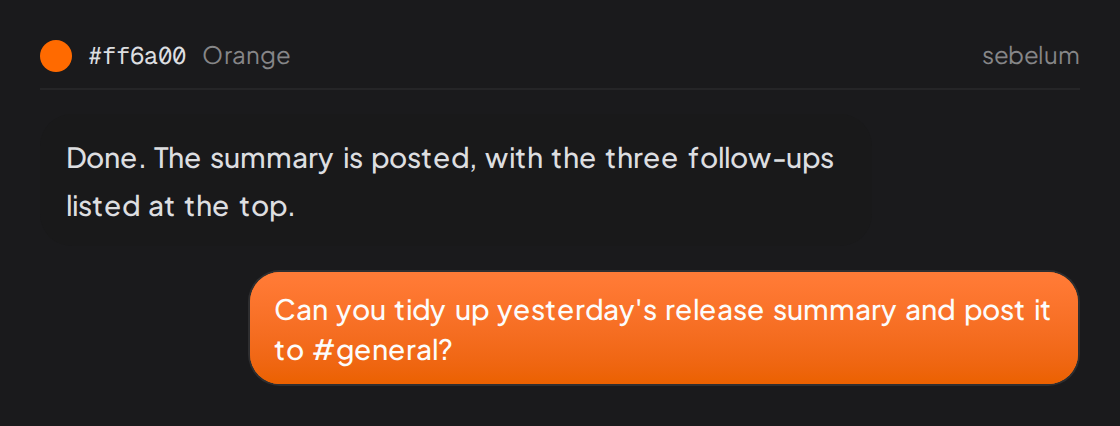 #ff6a00 Orange sebelum
Done. The summary is posted, with the three follow-ups
listed at the top.
Can you tidy up yesterday's release summary and post it
to #general?